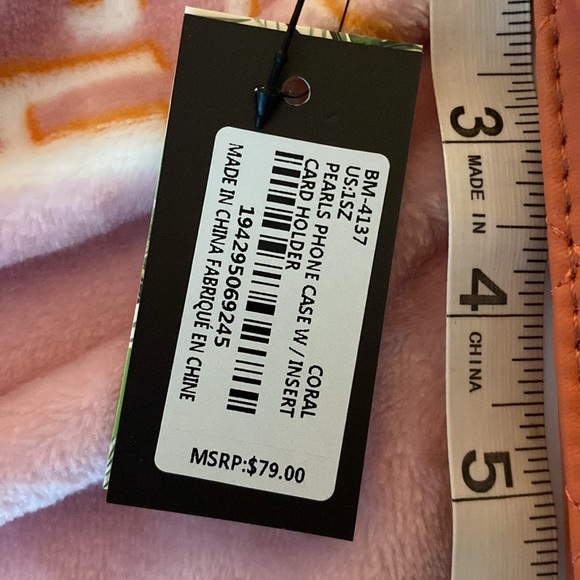 BM-4137 CORAL
US:1SZ
PEARLS PHONE CASE W / INSERT
CARD HOLDER
194295069245
MADE IN CHINA FABRIQUÉ EN CHINE
MSRP:$79.00
3
MADE IN
4
CHINA
5